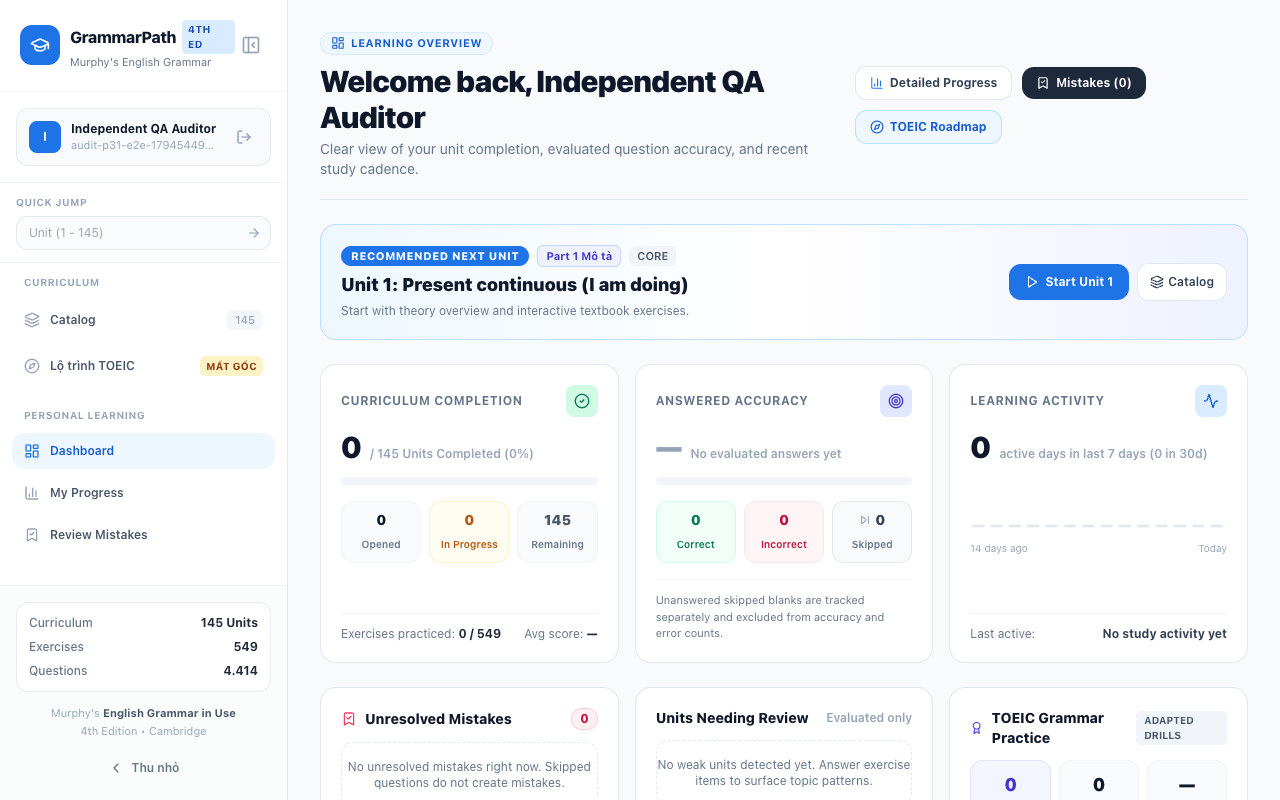 GrammarPath
4TH
ED
Murphy's English Grammar
I
Independent QA Auditor
audit-p31-e2e-17945449...
QUICK JUMP
Unit (1 - 145)
CURRICULUM
Catalog 145
Lộ trình TOEIC MẤT GỐC
PERSONAL LEARNING
Dashboard
My Progress
Review Mistakes
Curriculum 145 Units
Exercises 549
Questions 4.414
Murphy's English Grammar in Use
4th Edition • Cambridge
Thu nhỏ
LEARNING OVERVIEW
Welcome back, Independent QA
Auditor
Clear view of your unit completion, evaluated question accuracy, and recent
study cadence.
Detailed Progress
Mistakes (0)
TOEIC Roadmap
RECOMMENDED NEXT UNIT Part 1 Mô tả CORE
Unit 1: Present continuous (I am doing)
Start with theory overview and interactive textbook exercises.
Start Unit 1
Catalog
CURRICULUM COMPLETION
0 / 145 Units Completed (0%)
0
Opened
0
In Progress
145
Remaining
Exercises practiced: 0 / 549 Avg score: —
ANSWERED ACCURACY
— No evaluated answers yet
0
Correct
0
Incorrect
0
Skipped
Unanswered skipped blanks are tracked
separately and excluded from accuracy and
error counts.
LEARNING ACTIVITY
0 active days in last 7 days (0 in 30d)
14 days ago Today
Last active: No study activity yet
Unresolved Mistakes 0
No unresolved mistakes right now. Skipped
questions do not create mistakes.
Units Needing Review Evaluated only
No weak units detected yet. Answer exercise
items to surface topic patterns.
TOEIC Grammar
Practice
ADAPTED
DRILLS
0 0 —